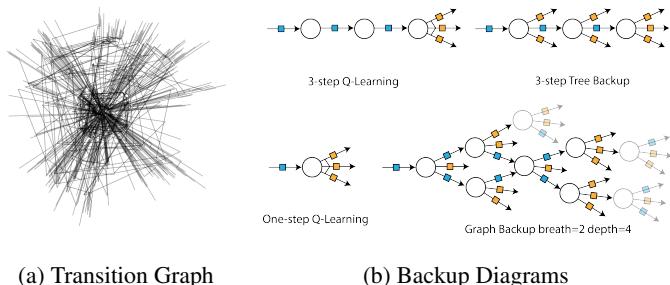 3-step Q-Learning
3-step Tree Backup
One-step Q-Learning
Graph Backup breath=2 depth=4
(a) Transition Graph
(b) Backup Diagrams